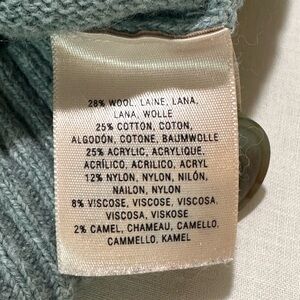 28% WOOL, LAINE, LANA,
LANA, WOLLE
25% COTTON, COTON,
ALGODÓN, COTONE, BAUMWOLLE
25% ACRYLIC, ACRYLIQUE,
ACRÍLICO, ACRILICO, ACRYL
12% NYLON, NYLON, NILÓN,
NAILON, NYLON
8% VISCOSE, VISCOSE, VISCOSA,
VISCOSA, VISKOSE
2% CAMEL, CHAMEAU, CAMELLO,
CAMMELLO, KAMEL